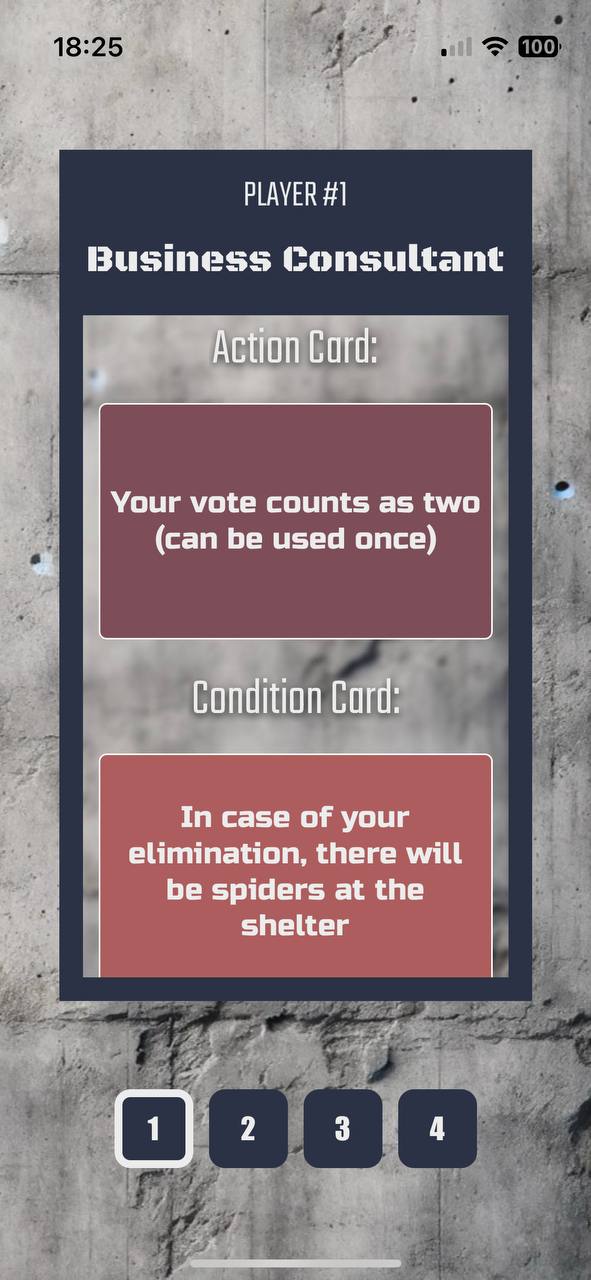 18:25
100
PLAYER #1
Business Consultant
Action Card:
Your vote counts as two
(can be used once)
Condition Card:
In case of your
elimination, there will
be spiders at the
shelter
1
2
3
4